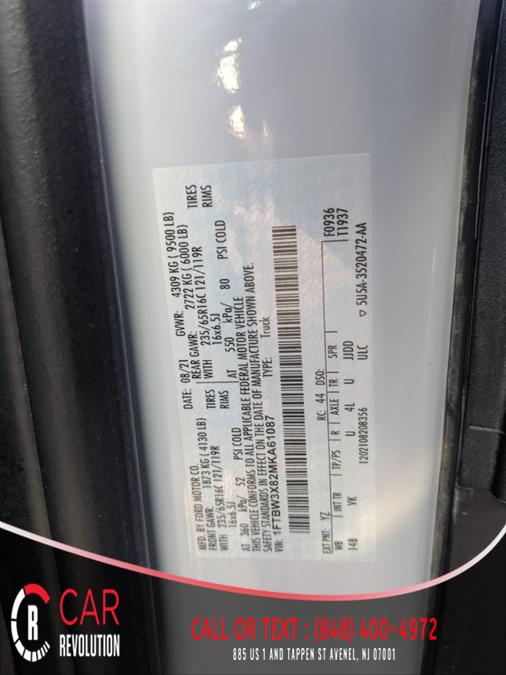 MFD. BY FORD MOTOR CO.
DATE: 08/21 GVWR: 4309 KG ( 9500 LB)
FRONT GAWR: 1873 KG (4130 LB) REAR GAWR: 2722 KG ( 6000 LB)
WITH 235/65R16C 121/119R TIRES WITH 235/65R16C 121/119R TIRES
16x6.5J RIMS 16x6.5J RIMS
AT 360 kPa/ 52 PSI COLD AT 550 kPa/ 80 PSI COLD
THIS VEHICLE CONFORMS TO ALL APPLICABLE FEDERAL MOTOR VEHICLE
SAFETY STANDARDS IN EFFECT ON THE DATE OF MANUFACTURE SHOWN ABOVE.
VIN: 1FTBW3X82MKA61087 TYPE: Truck
F0936
T1937
EXT PNT: YZ RC: 44 DSO:
WB INT TR TP/PS R AXLE TR SPR
148 VK U 4L U JJDD
1202108208356 ULC
▽ 5U5A-3520472-AA
R
CAR
REVOLUTION
CALL OR TEXT : (848) 400-4972
885 US 1 AND TAPPEN ST AVENEL, NJ 07001